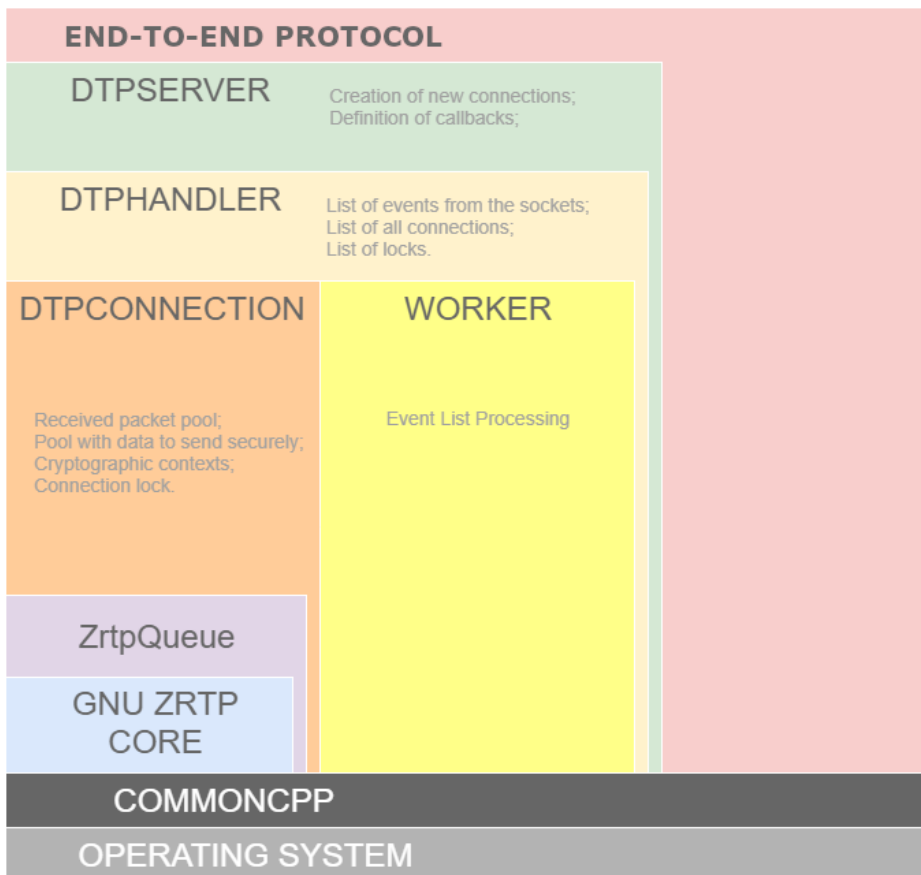 END-TO-END PROTOCOL
DTPSERVER
Creation of new connections;
Definition of callbacks;
DTPHANDLER
List of events from the sockets;
List of all connections;
List of locks.
DTPCONNECTION
Received packet pool;
Pool with data to send securely;
Cryptographic contexts;
Connection lock.
WORKER
Event List Processing
ZrtpQueue
GNU ZRTP
CORE
COMMONCPP
OPERATING SYSTEM